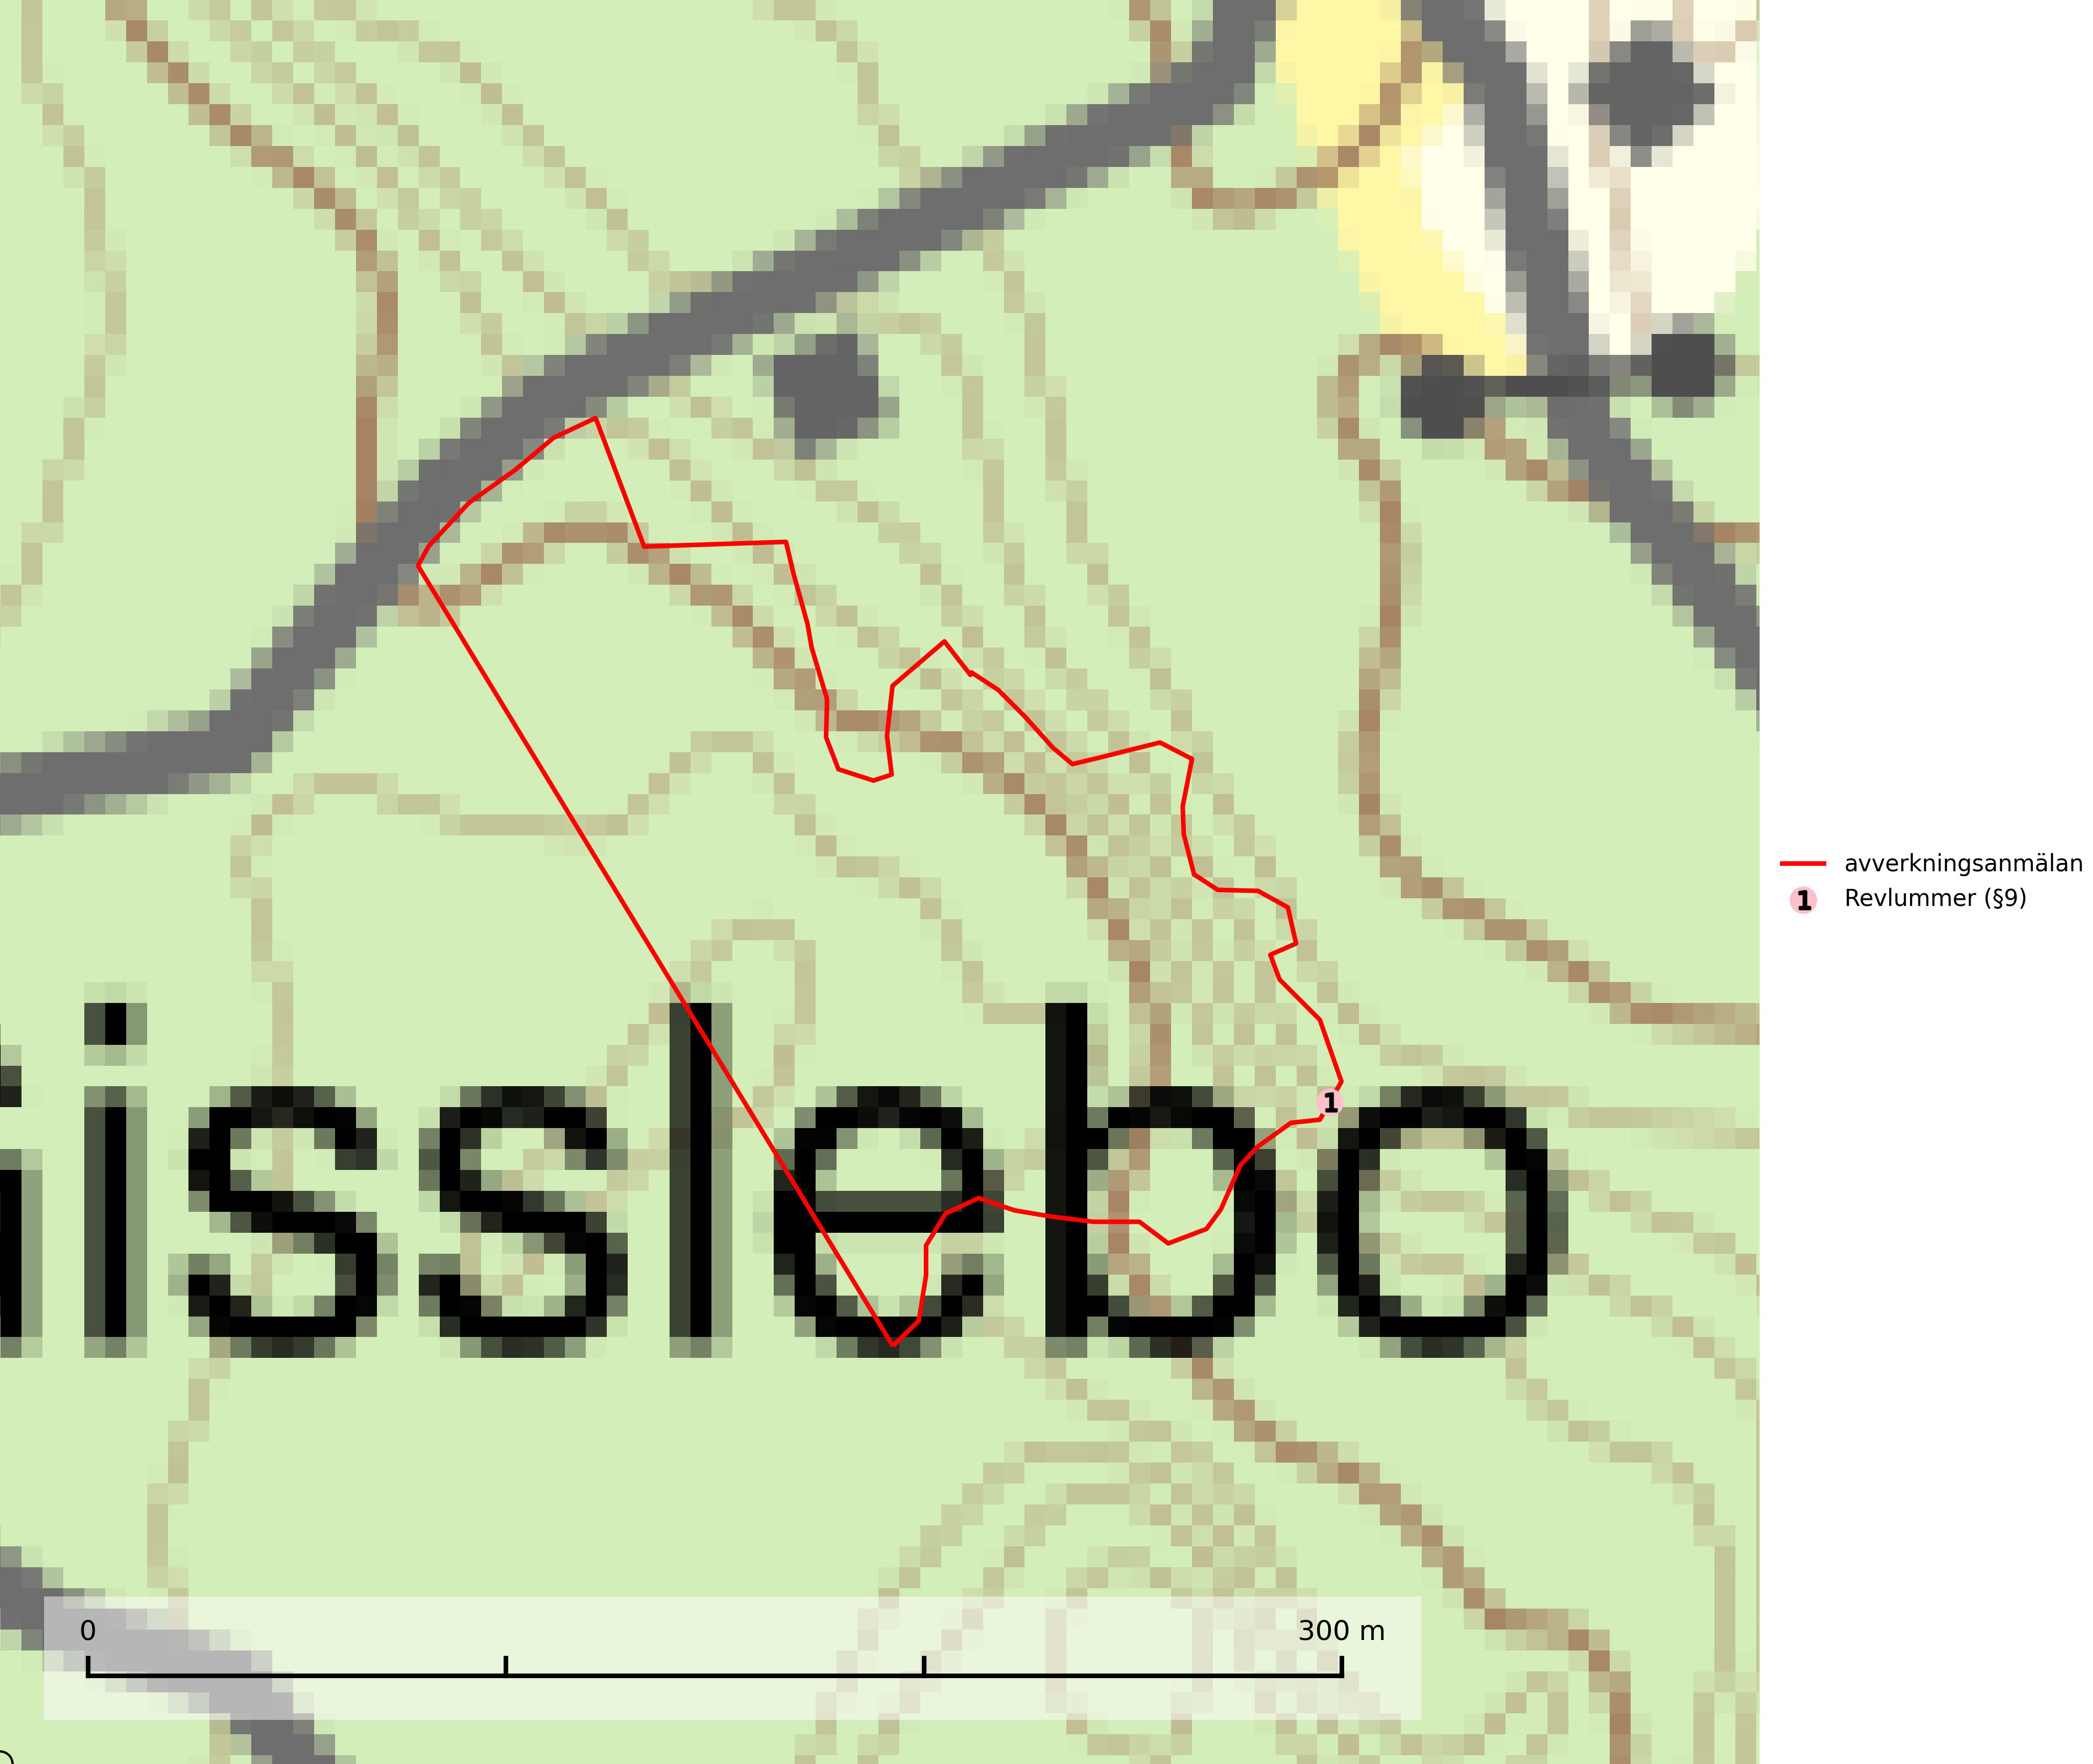 isslebo
1
0 300 m
avverkningsanmälan
1 Revlummer (§9)